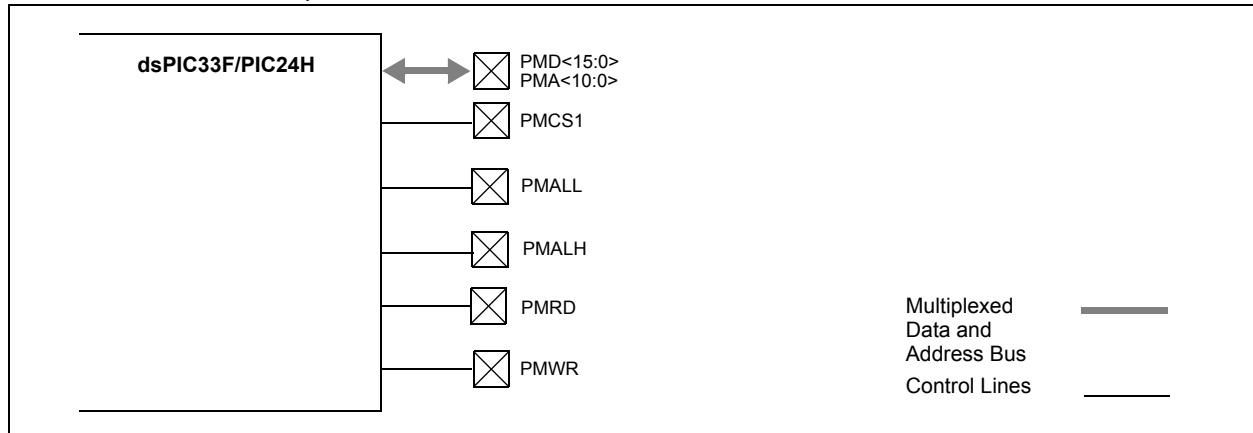 dsPIC33F/PIC24H
PMD<15:0>
PMA<10:0>
PMCS1
PMALL
PMALH
PMRD
PMWR
Multiplexed
Data and
Address Bus
Control Lines